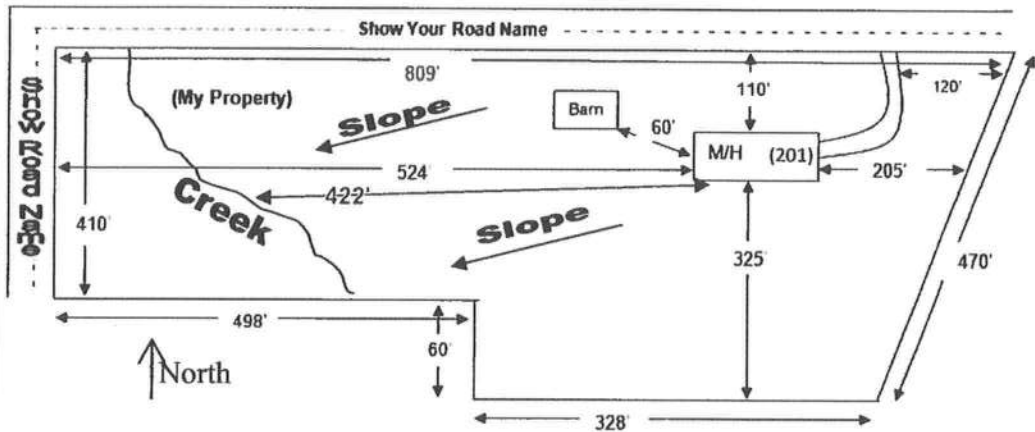 Show Your Road Name
Show Road Name
809'
110'
120'
(My Property)
Slope
Barn
60'
M/H (201)
524'
205'
422'
Creek
410'
Slope
325'
470'
498'
60'
North
328'